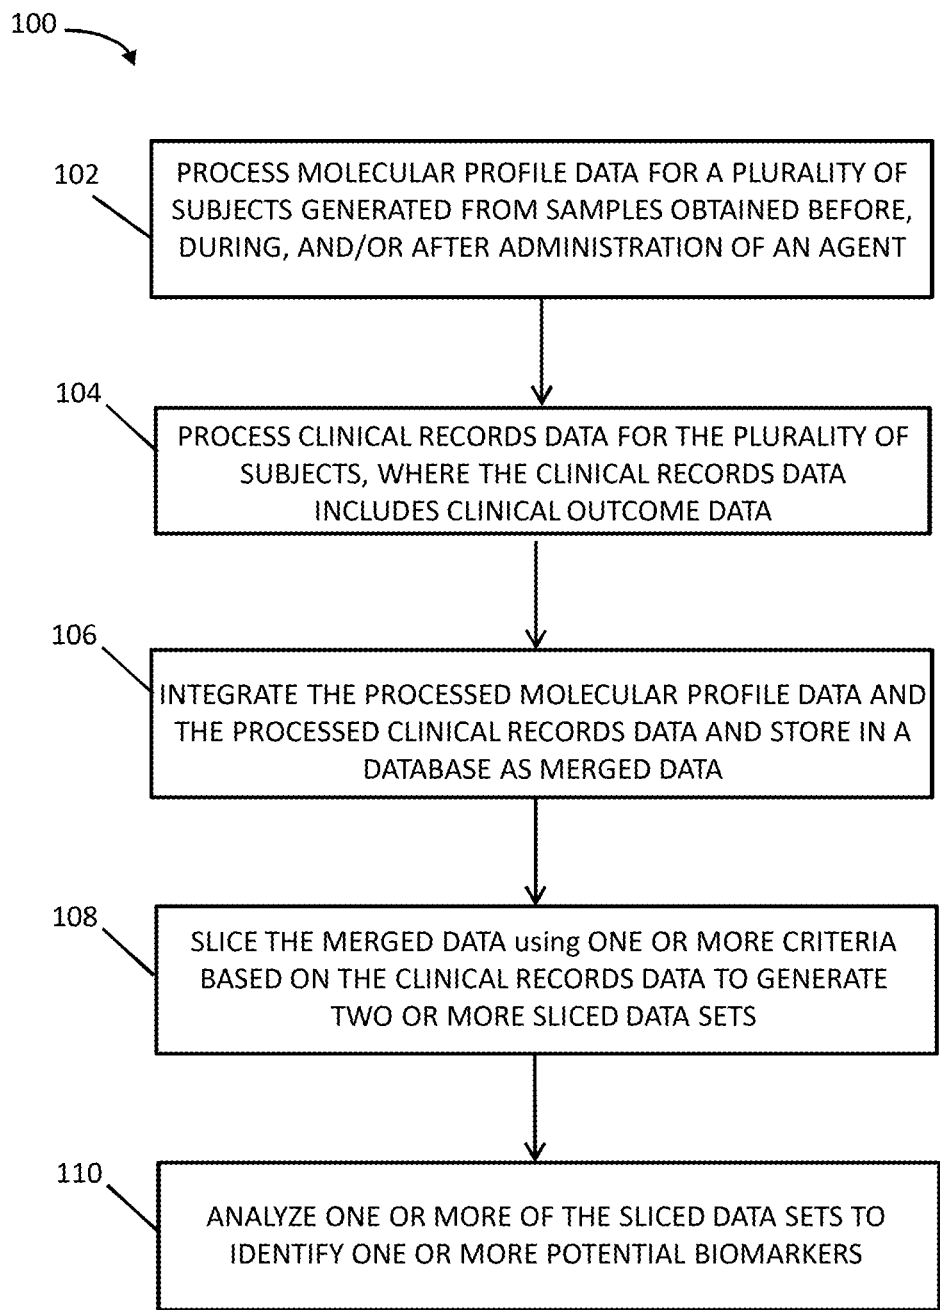 100
102
PROCESS MOLECULAR PROFILE DATA FOR A PLURALITY OF
SUBJECTS GENERATED FROM SAMPLES OBTAINED BEFORE,
DURING, AND/OR AFTER ADMINISTRATION OF AN AGENT
104
PROCESS CLINICAL RECORDS DATA FOR THE PLURALITY OF
SUBJECTS, WHERE THE CLINICAL RECORDS DATA
INCLUDES CLINICAL OUTCOME DATA
106
INTEGRATE THE PROCESSED MOLECULAR PROFILE DATA AND
THE PROCESSED CLINICAL RECORDS DATA AND STORE IN A
DATABASE AS MERGED DATA
108
SLICE THE MERGED DATA using ONE OR MORE CRITERIA
BASED ON THE CLINICAL RECORDS DATA TO GENERATE
TWO OR MORE SLICED DATA SETS
110
ANALYZE ONE OR MORE OF THE SLICED DATA SETS TO
IDENTIFY ONE OR MORE POTENTIAL BIOMARKERS